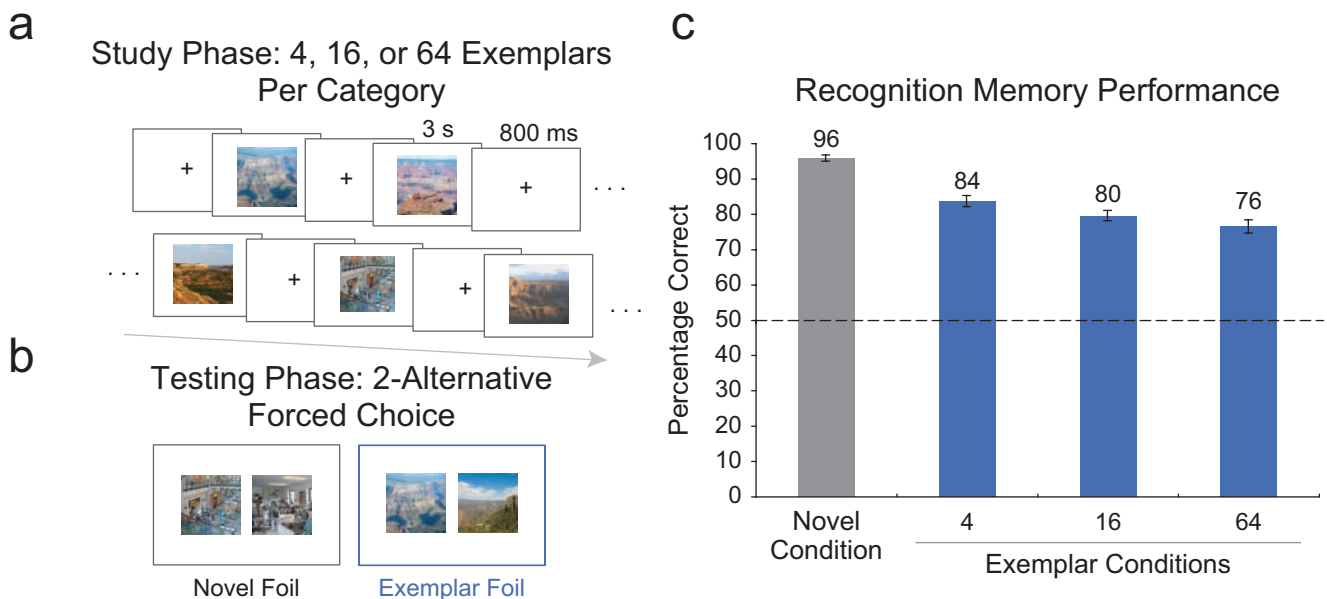 a
Study Phase: 4, 16, or 64 Exemplars
Per Category
3 s
800 ms
+
+
+
. . .
. . .
+
+
. . .
b
Testing Phase: 2-Alternative
Forced Choice
Novel Foil
Exemplar Foil
c
Recognition Memory Performance
Percentage Correct
100
90
80
70
60
50
40
30
20
10
0
96
84
80
76
Novel
Condition
4
16
64
Exemplar Conditions